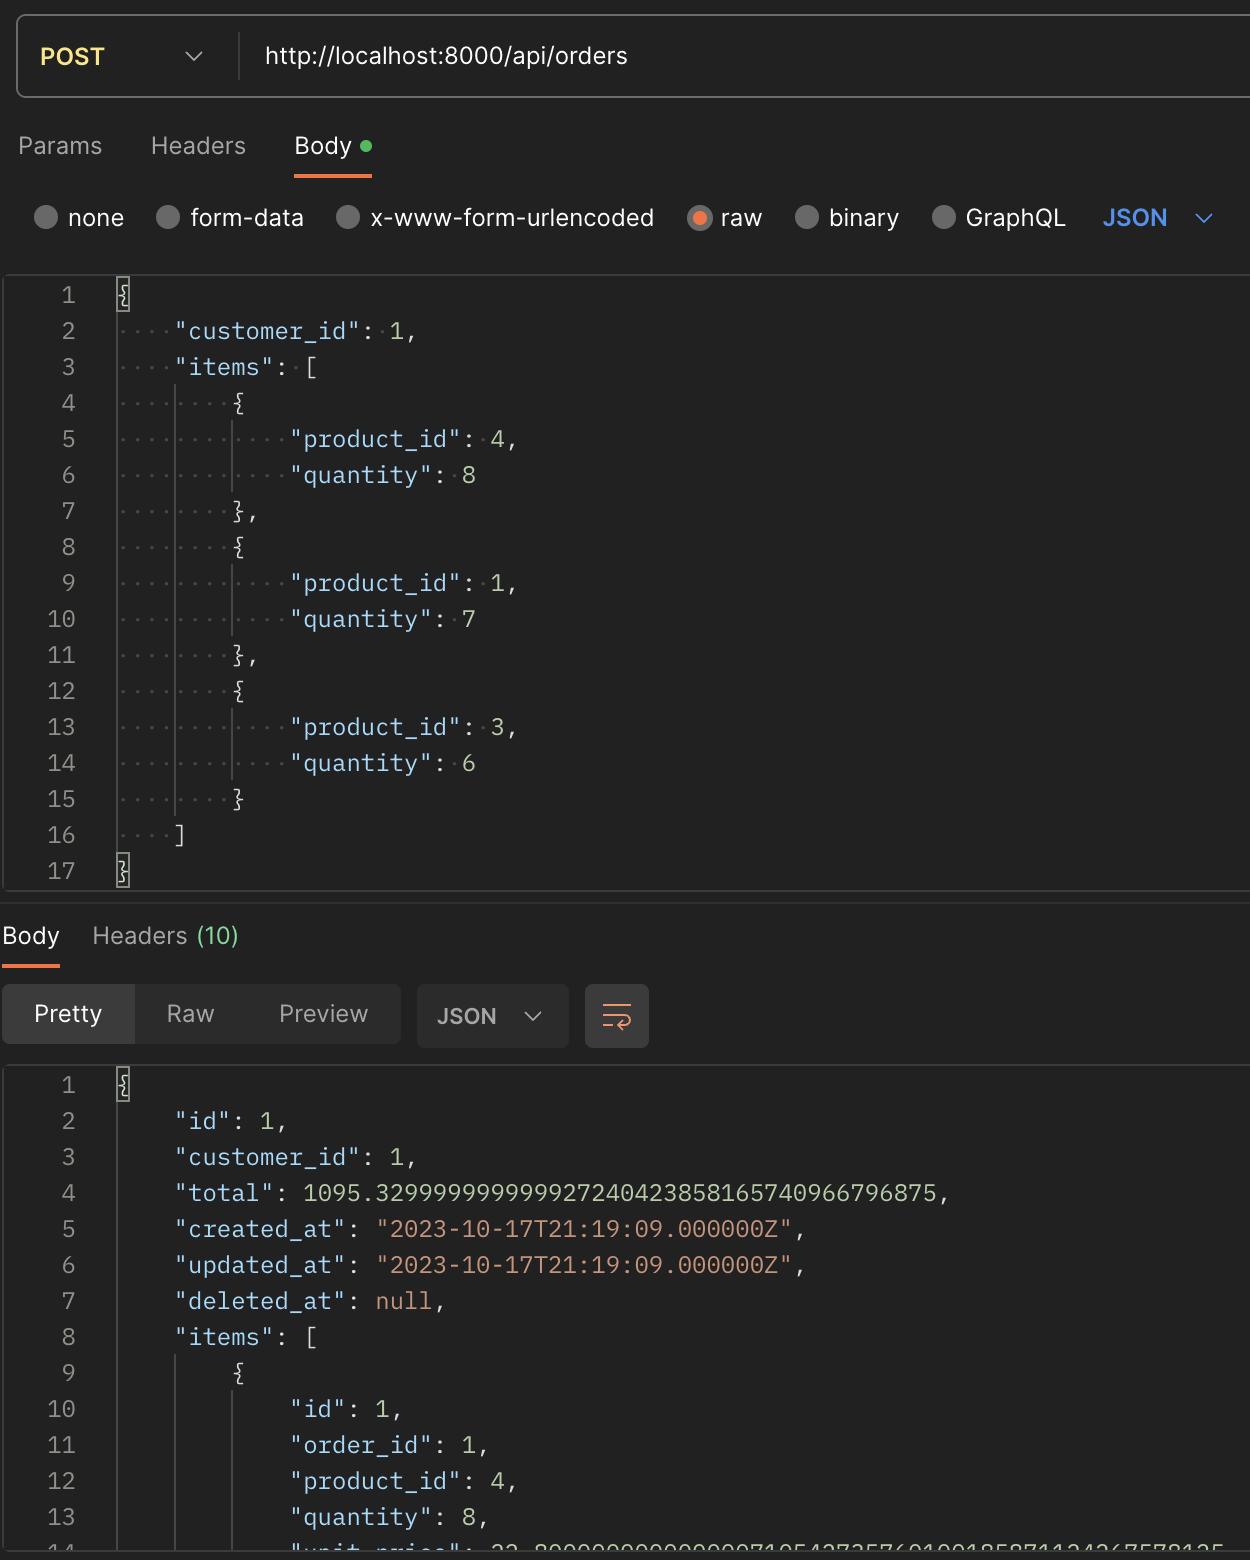 POST http://localhost:8000/api/orders
Params Headers Body
none form-data x-www-form-urlencoded raw binary GraphQL JSON
1 {
2 "customer_id": 1,
3 "items": [
4 {
5 "product_id": 4,
6 "quantity": 8
7 },
8 {
9 "product_id": 1,
10 "quantity": 7
11 },
12 {
13 "product_id": 3,
14 "quantity": 6
15 }
16 ]
17 }
Body Headers (10)
Pretty Raw Preview JSON
1 {
2 "id": 1,
3 "customer_id": 1,
4 "total": 1095.329999999999927240423858165740966796875,
5 "created_at": "2023-10-17T21:19:09.000000Z",
6 "updated_at": "2023-10-17T21:19:09.000000Z",
7 "deleted_at": null,
8 "items": [
9 {
10 "id": 1,
11 "order_id": 1,
12 "product_id": 4,
13 "quantity": 8,
14 "unit_price":